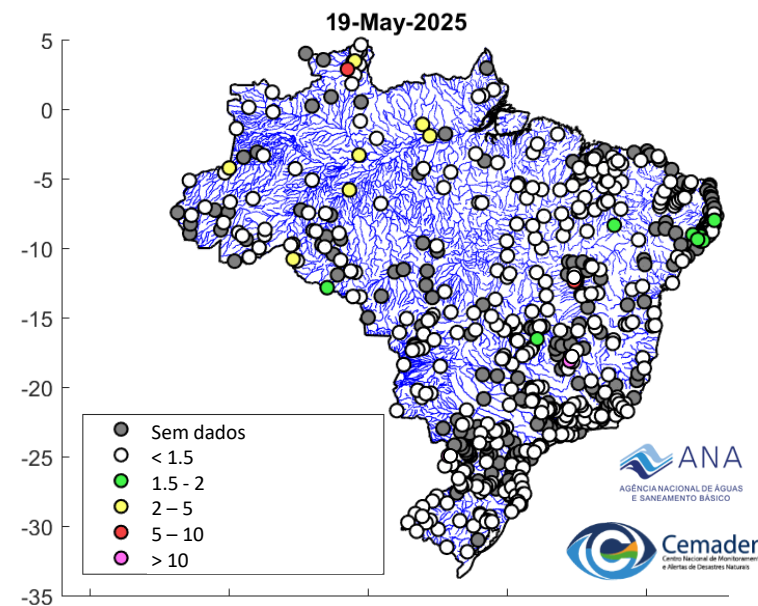 19-May-2025
5
0
-5
-10
-15
-20
-25
-30
-35
Sem dados
< 1.5
1.5 - 2
2 – 5
5 – 10
> 10
ANA
AGÊNCIA NACIONAL DE ÁGUAS
E SANEAMENTO BÁSICO
Cemaden
Centro Nacional de Monitorament
e Alertas de Desastres Naturais